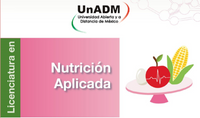 UnADM
Universidad Abierta y a
Distancia de México
Licenciatura en
Nutrición
Aplicada